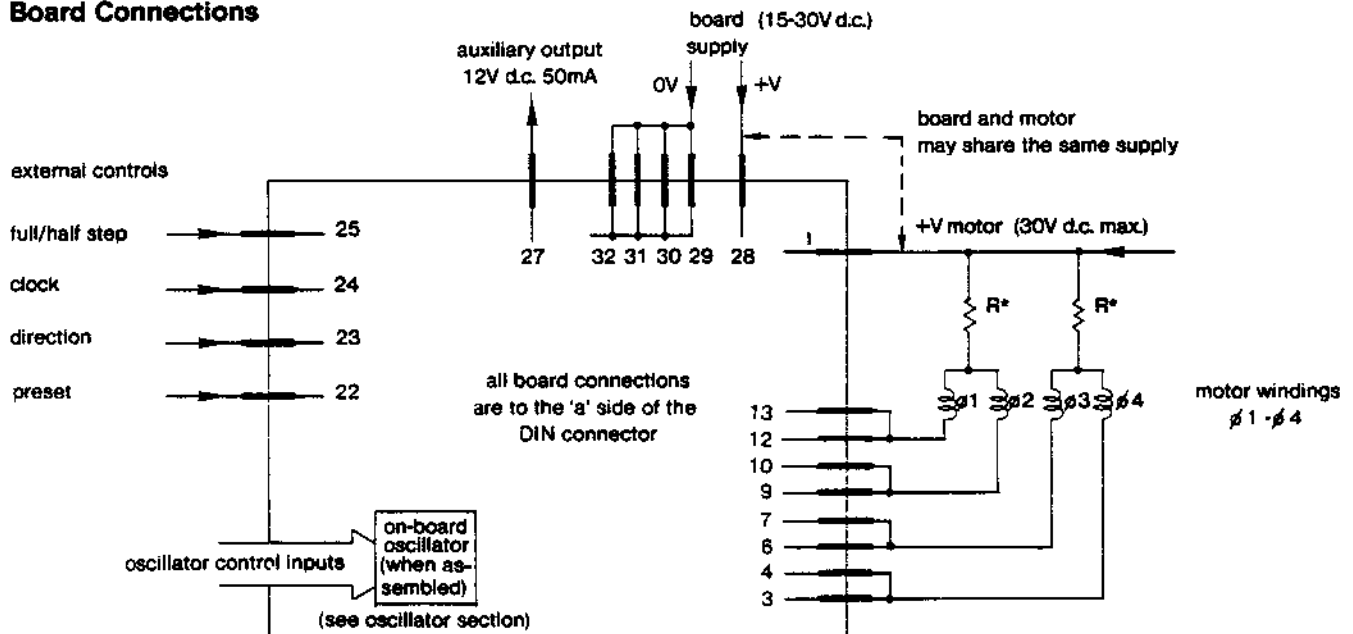 Board Connections
board (15-30V d.c.)
supply
auxiliary output
12V d.c. 50mA
0V
+V
board and motor
may share the same supply
external controls
full/half step
25
clock
24
direction
23
preset
22
27
32 31 30 29
28
1
+V motor (30V d.c. max.)
R*
R*
all board connections
are to the 'a' side of the
DIN connector
ø1
ø2
ø3
ø4
motor windings
ø1 -ø4
13
12
10
9
7
6
4
3
oscillator control inputs
on-board
oscillator
(when as-
sembled)
(see oscillator section)